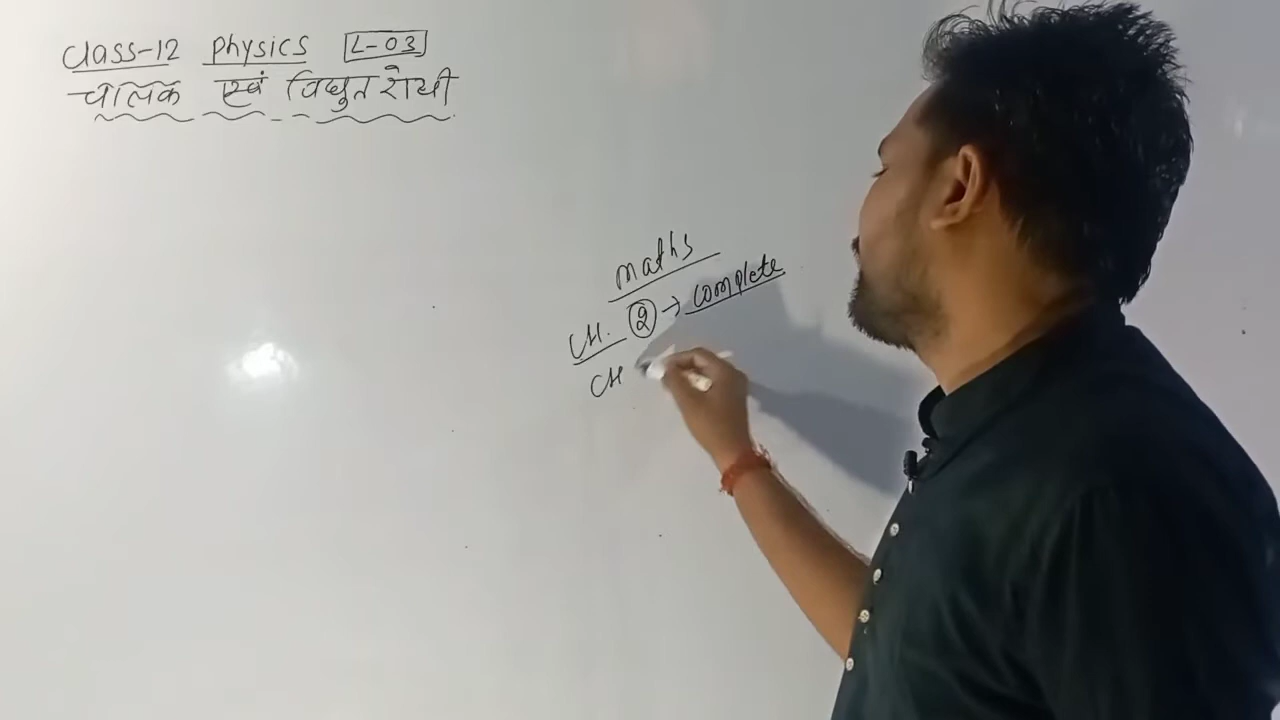 Class-12 Physics L-03
चालक एवं विद्युतरोधी
maths
CH. 2 → complete
CH